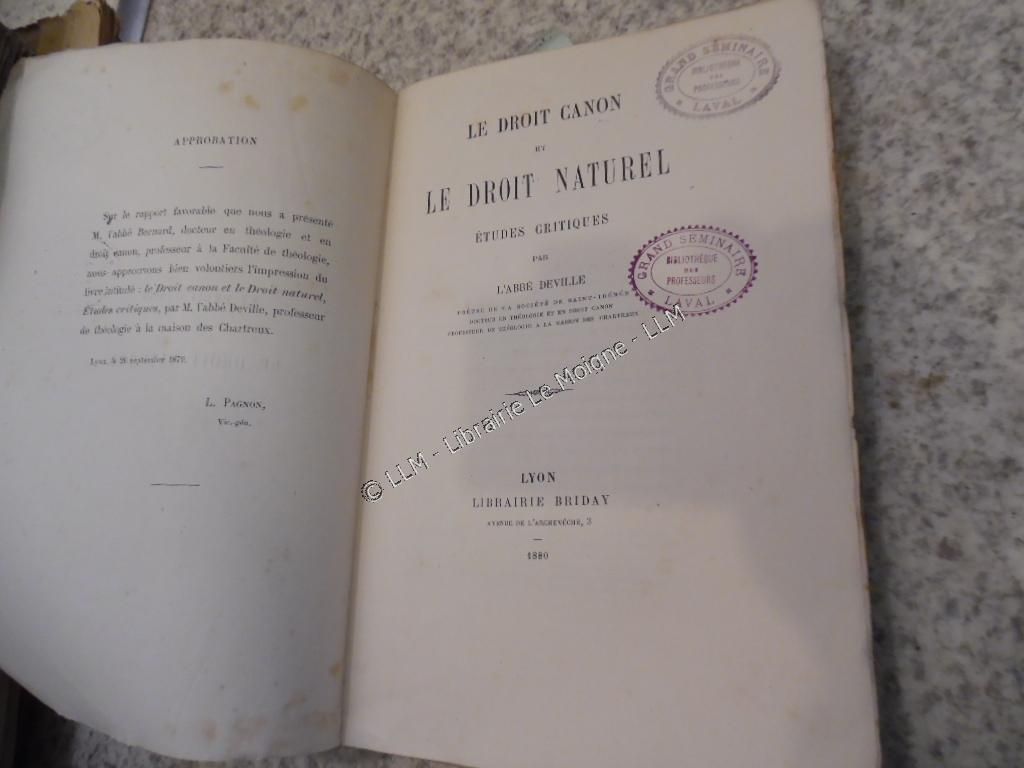 APPROBATION
Sur le rapport favorable que nous a présenté
M. l'abbé Bernard, docteur en théologie et en
droit canon, professeur à la Faculté de théologie,
nous approuvons bien volontiers l'impression du
livre intitulé : le Droit canon et le Droit naturel,
Études critiques, par M. l'abbé Deville, professeur
de théologie à la maison des Chartreux.
Lyon, le 26 septembre 1879.
L. PAGNON,
Vic.-gén.
LE DROIT CANON
ET
LE DROIT NATUREL
ÉTUDES CRITIQUES
PAR
L'ABBÉ DEVILLE
PRÊTRE DE LA SOCIÉTÉ DE SAINT-IRÉNÉE
DOCTEUR EN THÉOLOGIE ET EN DROIT CANON
PROFESSEUR DE THÉOLOGIE A LA MAISON DES CHARTREUX
LYON
LIBRAIRIE BRIDAY
AVENUE DE L'ARCHEVÊCHÉ, 3
1880
GRAND SÉMINAIRE
BIBLIOTHÈQUE
DES
PROFESSEURS
LAVAL
GRAND SÉMINAIRE
BIBLIOTHÈQUE
DES
PROFESSEURS
LAVAL
© LLM - Librairie Le Moigne - LLM